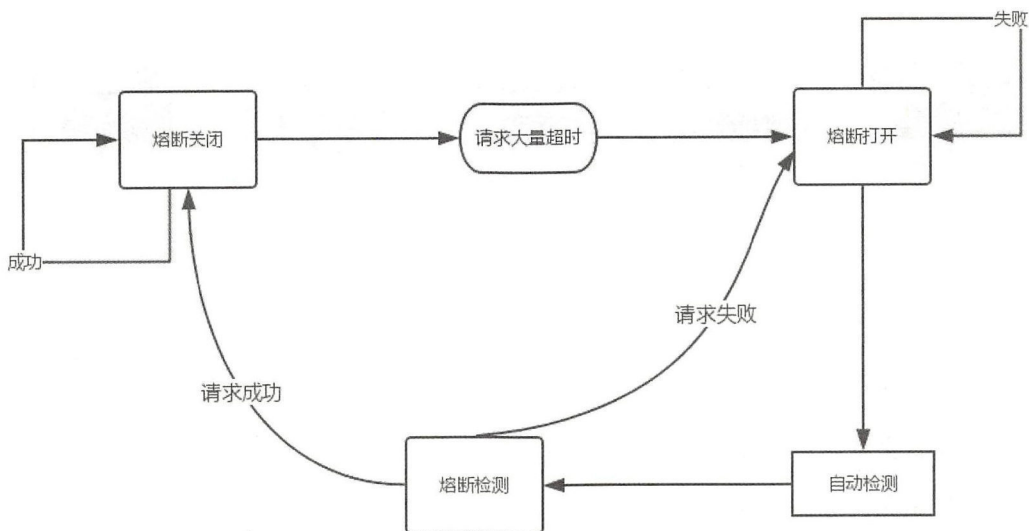 失败
熔断关闭
请求大量超时
熔断打开
成功
请求失败
请求成功
熔断检测
自动检测